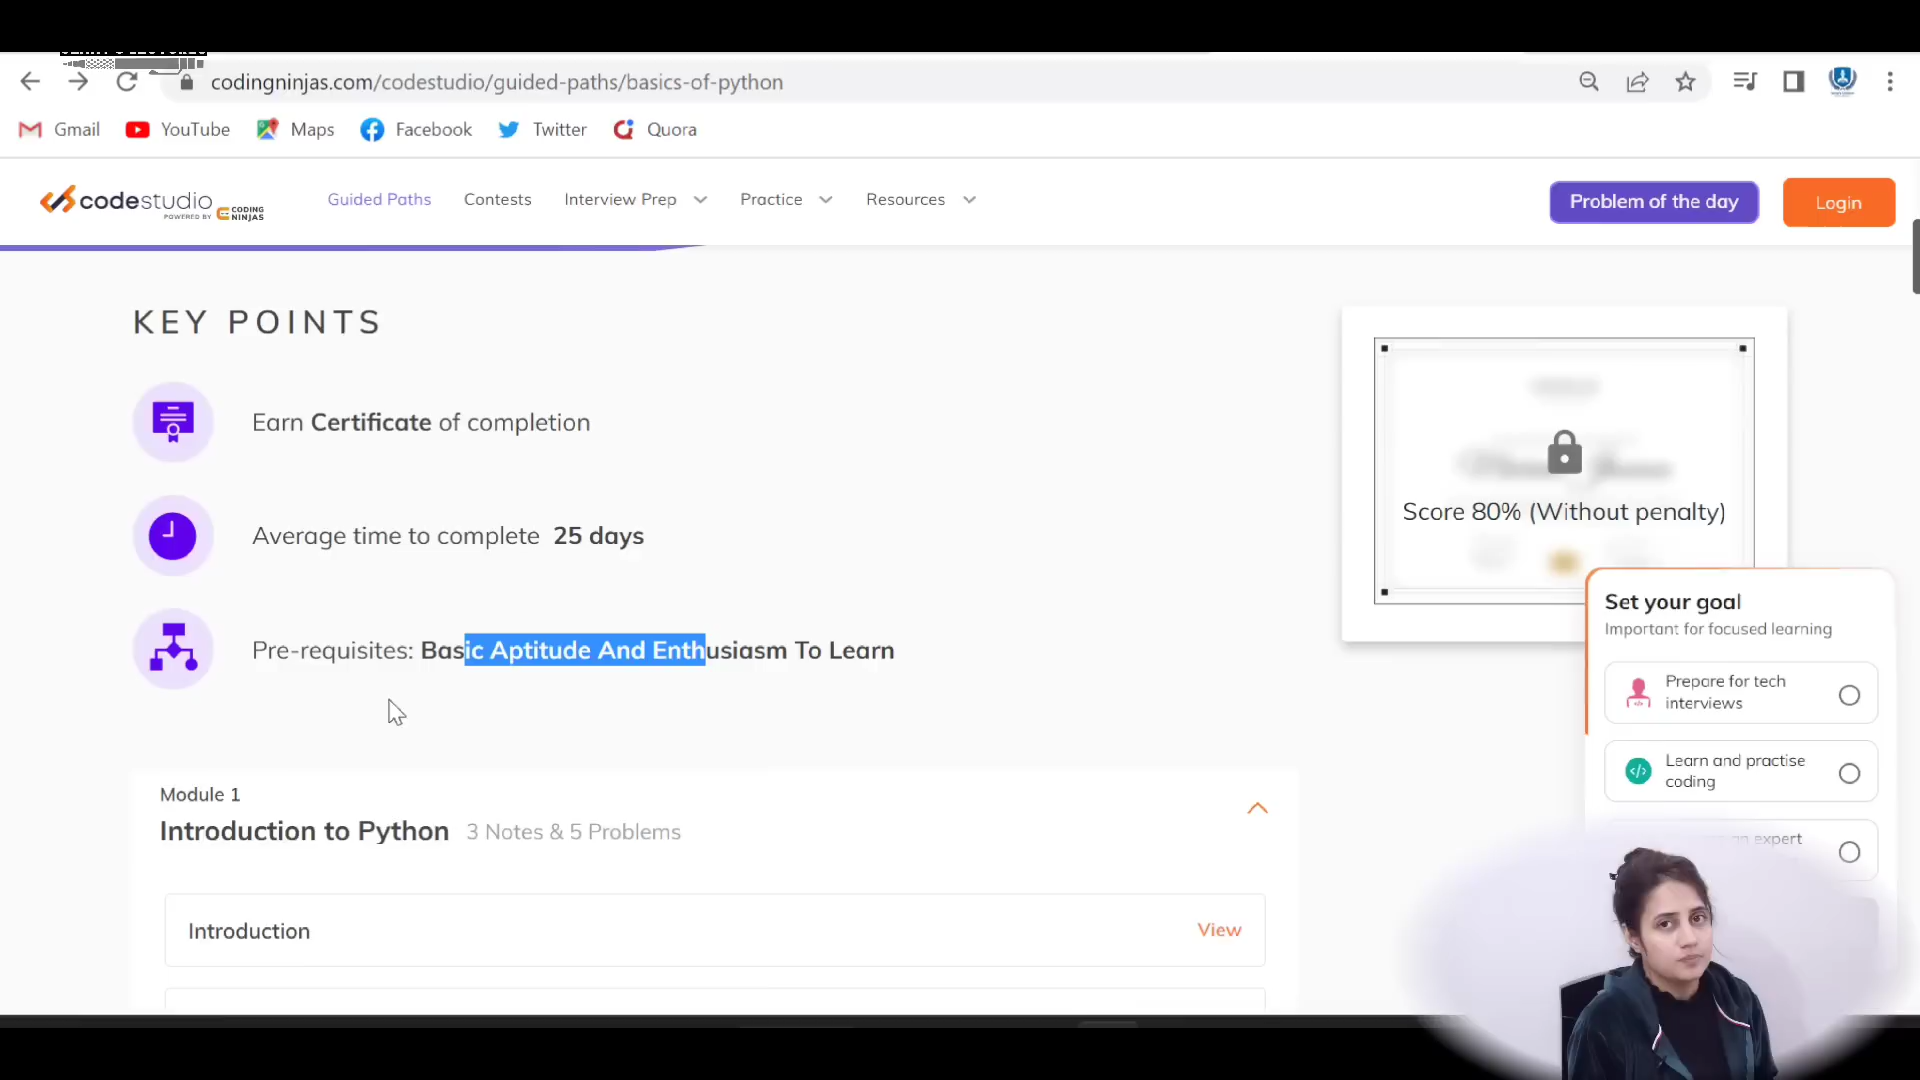 codingninjas.com/codestudio/guided-paths/basics-of-python
Gmail YouTube Maps Facebook Twitter Quora
codestudio
POWERED BY CODING NINJAS
Guided Paths Contests Interview Prep Practice Resources
Problem of the day
Login
KEY POINTS
Earn Certificate of completion
Average time to complete 25 days
Pre-requisites: Basic Aptitude And Enthusiasm To Learn
Score 80% (Without penalty)
Set your goal
Important for focused learning
Prepare for tech
interviews
Learn and practise
coding
an expert
Module 1
Introduction to Python 3 Notes & 5 Problems
Introduction View